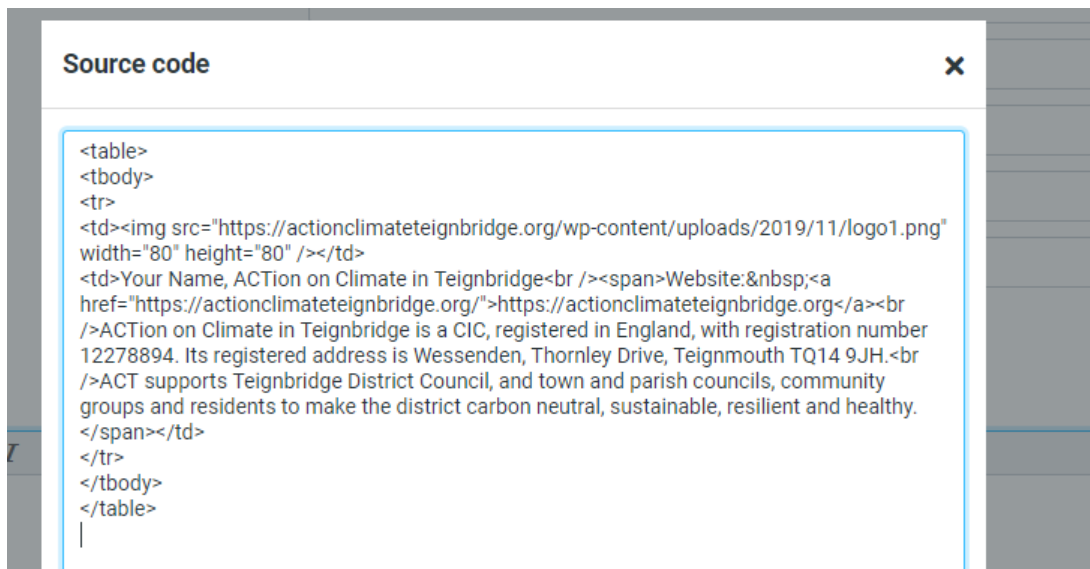 Source code
<table>
<tbody>
<tr>
<td><img src="https://actionclimateteignbridge.org/wp-content/uploads/2019/11/logo1.png"
width="80" height="80" /></td>
<td>Your Name, ACTion on Climate in Teignbridge<br /><span>Website:&nbsp;<a
href="https://actionclimateteignbridge.org/">https://actionclimateteignbridge.org</a><br
/>ACTion on Climate in Teignbridge is a CIC, registered in England, with registration number
12278894. Its registered address is Wessenden, Thornley Drive, Teignmouth TQ14 9JH.<br
/>ACT supports Teignbridge District Council, and town and parish councils, community
groups and residents to make the district carbon neutral, sustainable, resilient and healthy.
</span></td>
</tr>
</tbody>
</table>